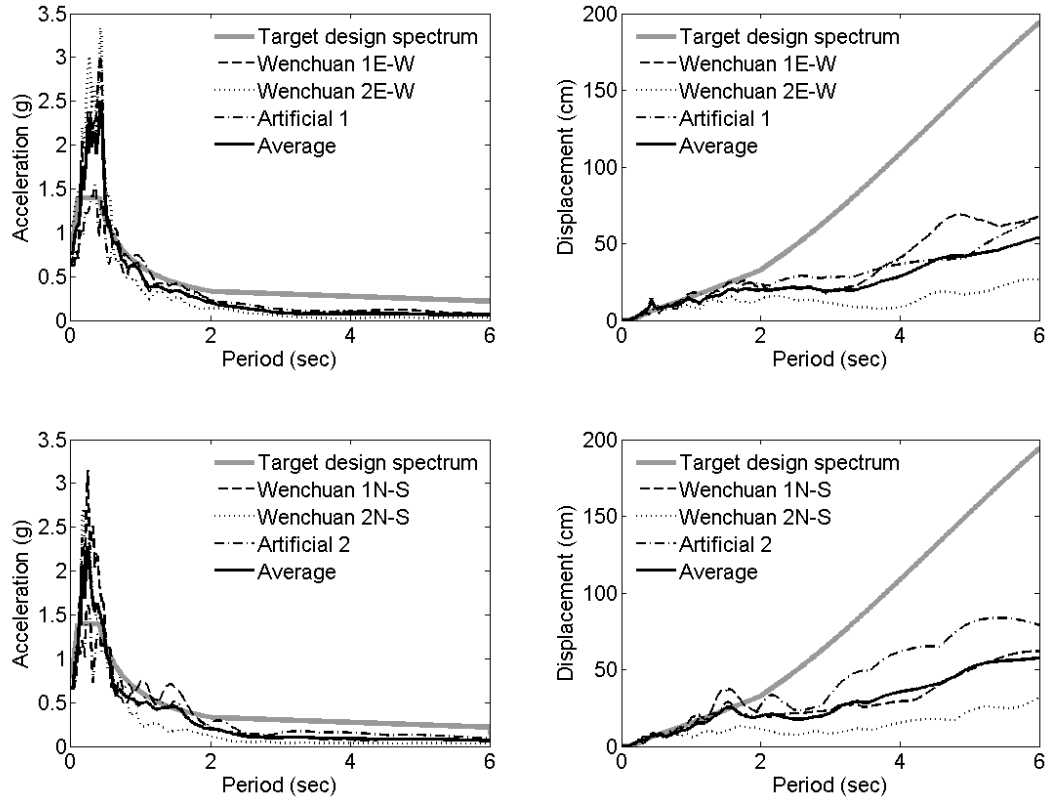 3.5
3
2.5
2
1.5
1
0.5
0
Acceleration (g)
Target design spectrum
Wenchuan 1E-W
Wenchuan 2E-W
Artificial 1
Average
0 2 4 6
Period (sec)
200
150
100
50
0
Displacement (cm)
Target design spectrum
Wenchuan 1E-W
Wenchuan 2E-W
Artificial 1
Average
0 2 4 6
Period (sec)
3.5
3
2.5
2
1.5
1
0.5
0
Acceleration (g)
Target design spectrum
Wenchuan 1N-S
Wenchuan 2N-S
Artificial 2
Average
0 2 4 6
Period (sec)
200
150
100
50
0
Displacement (cm)
Target design spectrum
Wenchuan 1N-S
Wenchuan 2N-S
Artificial 2
Average
0 2 4 6
Period (sec)